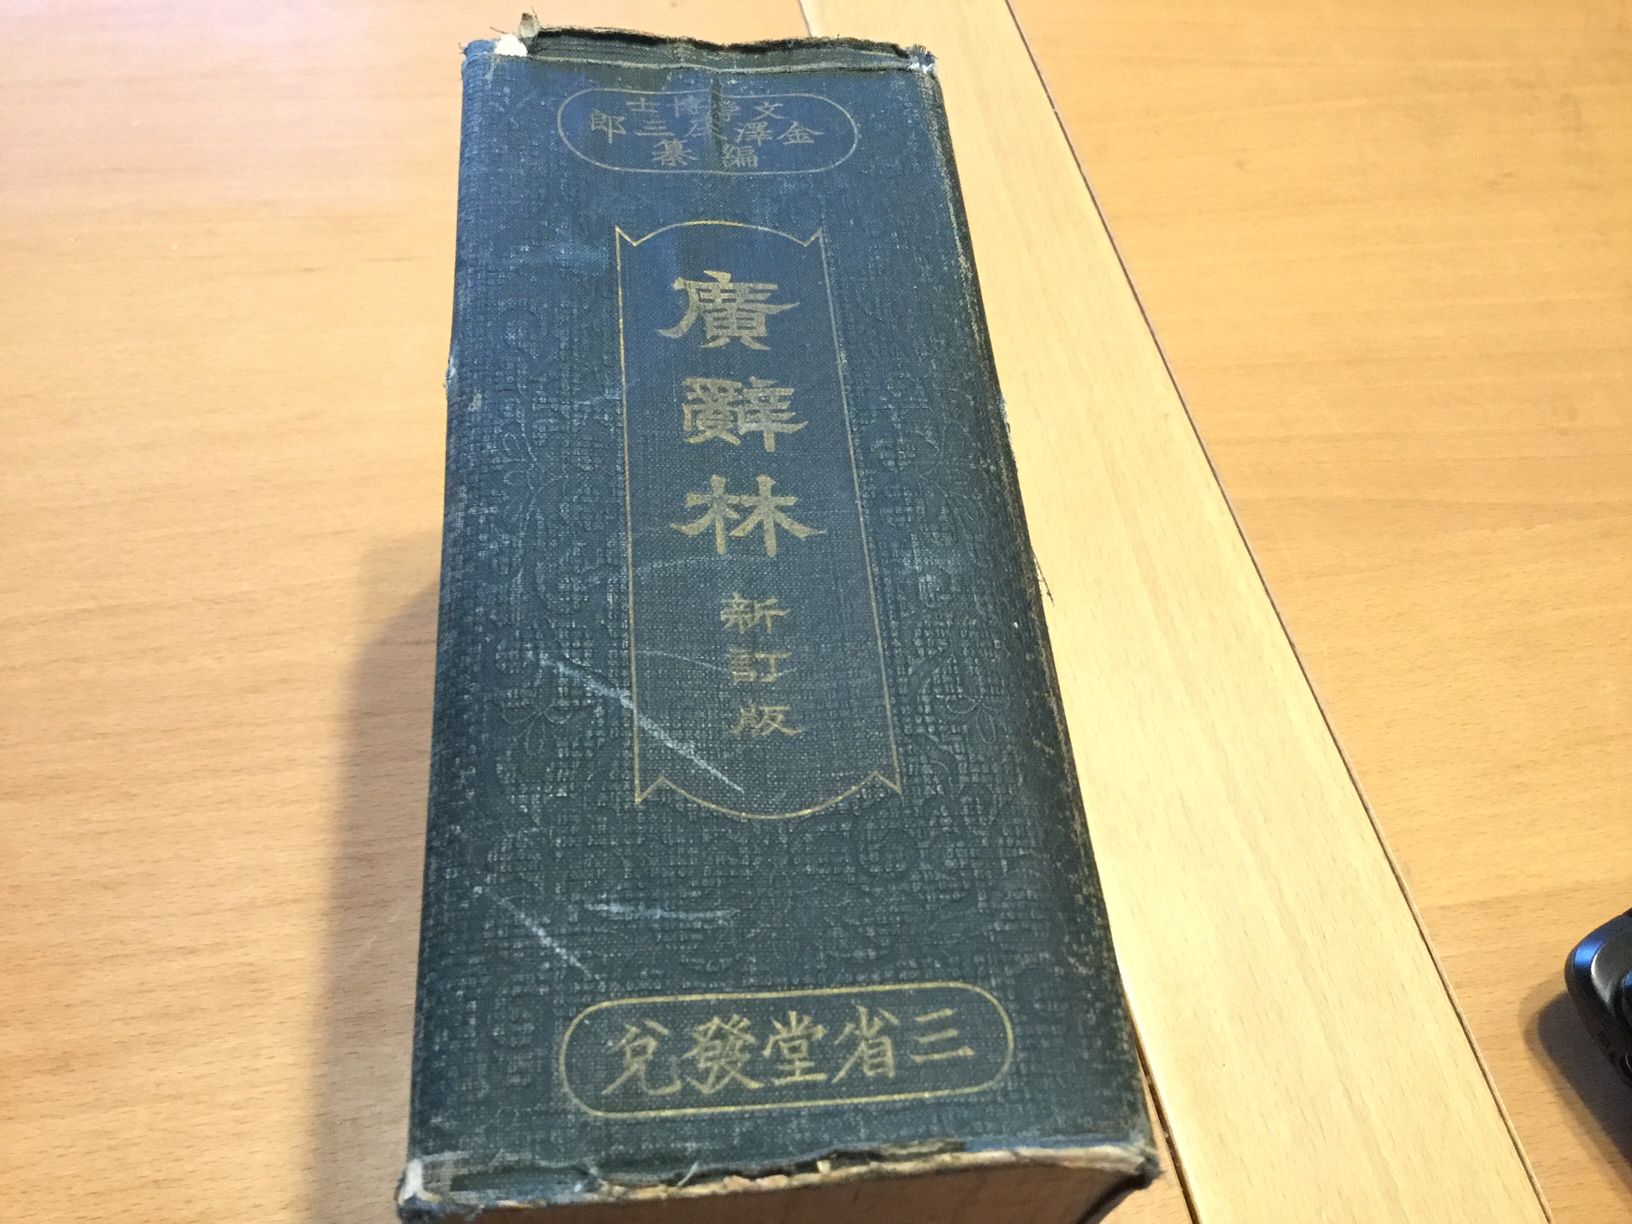 文學博士
金澤庄三郎
編纂
廣辭林
新訂版
三省堂發兌